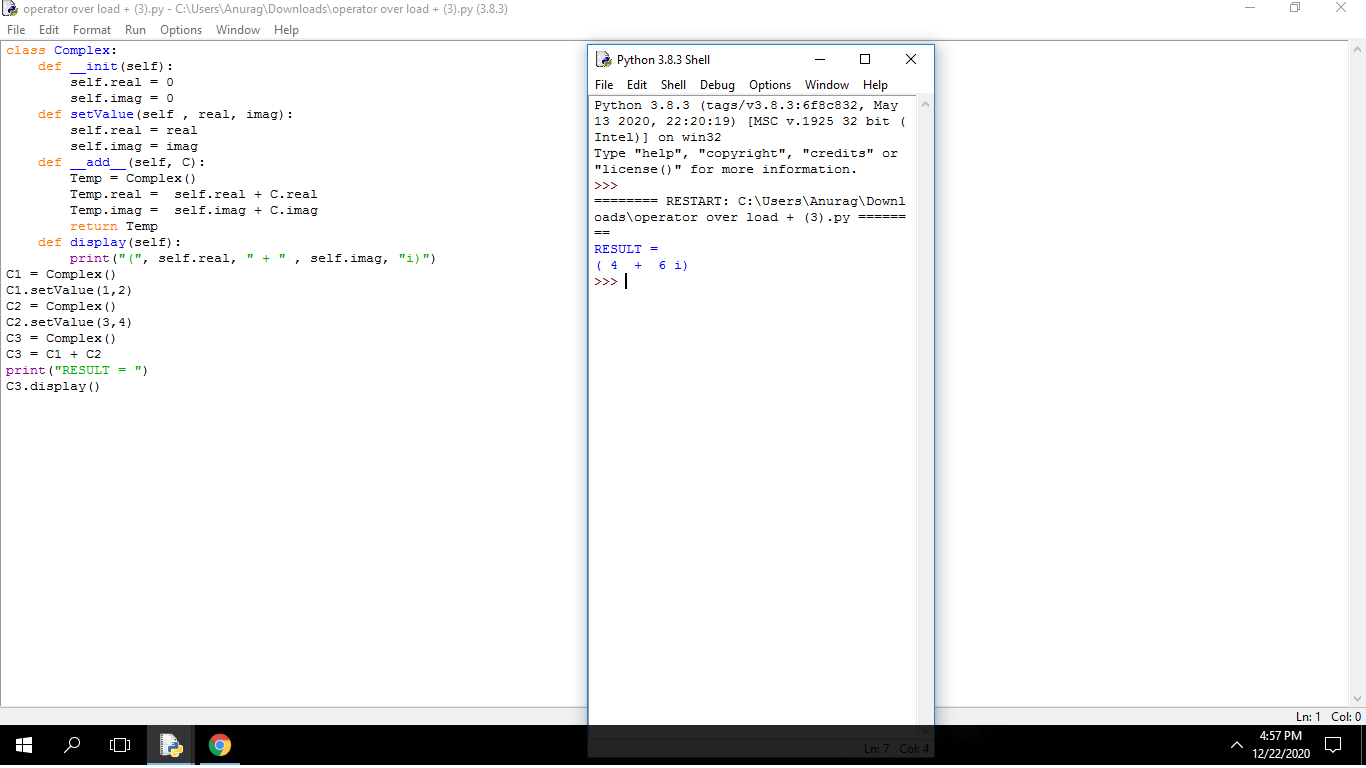 operator over load + (3).py - C:\Users\Anurag\Downloads\operator over load + (3).py (3.8.3)
File Edit Format Run Options Window Help
class Complex:
    def __init(self):
        self.real = 0
        self.imag = 0
    def setValue(self , real, imag):
        self.real = real
        self.imag = imag
    def __add__(self, C):
        Temp = Complex()
        Temp.real =  self.real + C.real
        Temp.imag =  self.imag + C.imag
        return Temp
    def display(self):
        print("(", self.real, " + " , self.imag, "i)")
C1 = Complex()
C1.setValue(1,2)
C2 = Complex()
C2.setValue(3,4)
C3 = Complex()
C3 = C1 + C2
print("RESULT = ")
C3.display()
Python 3.8.3 Shell
File Edit Shell Debug Options Window Help
Python 3.8.3 (tags/v3.8.3:6f8c832, May
13 2020, 22:20:19) [MSC v.1925 32 bit (
Intel)] on win32
Type "help", "copyright", "credits" or
"license()" for more information.
>>>
======== RESTART: C:\Users\Anurag\Downl
oads\operator over load + (3).py ======
==
RESULT =
( 4  +  6 i)
>>>
Ln: 7 Col: 4
Ln: 1 Col: 0
4:57 PM
12/22/2020